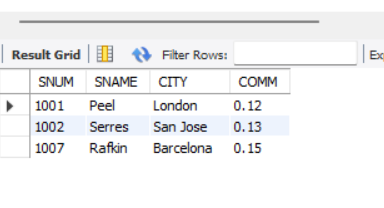 Result Grid Filter Rows: Exp
SNUM SNAME CITY COMM
1001 Peel London 0.12
1002 Serres San Jose 0.13
1007 Rafkin Barcelona 0.15